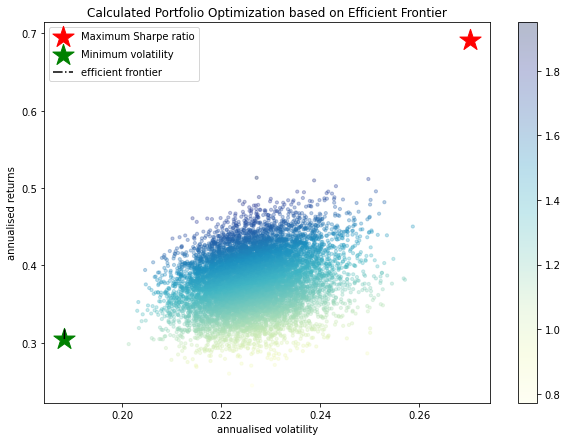 Calculated Portfolio Optimization based on Efficient Frontier
Maximum Sharpe ratio
Minimum volatility
efficient frontier
annualised returns
0.7
0.6
0.5
0.4
0.3
0.20
0.22
0.24
0.26
annualised volatility
1.8
1.6
1.4
1.2
1.0
0.8